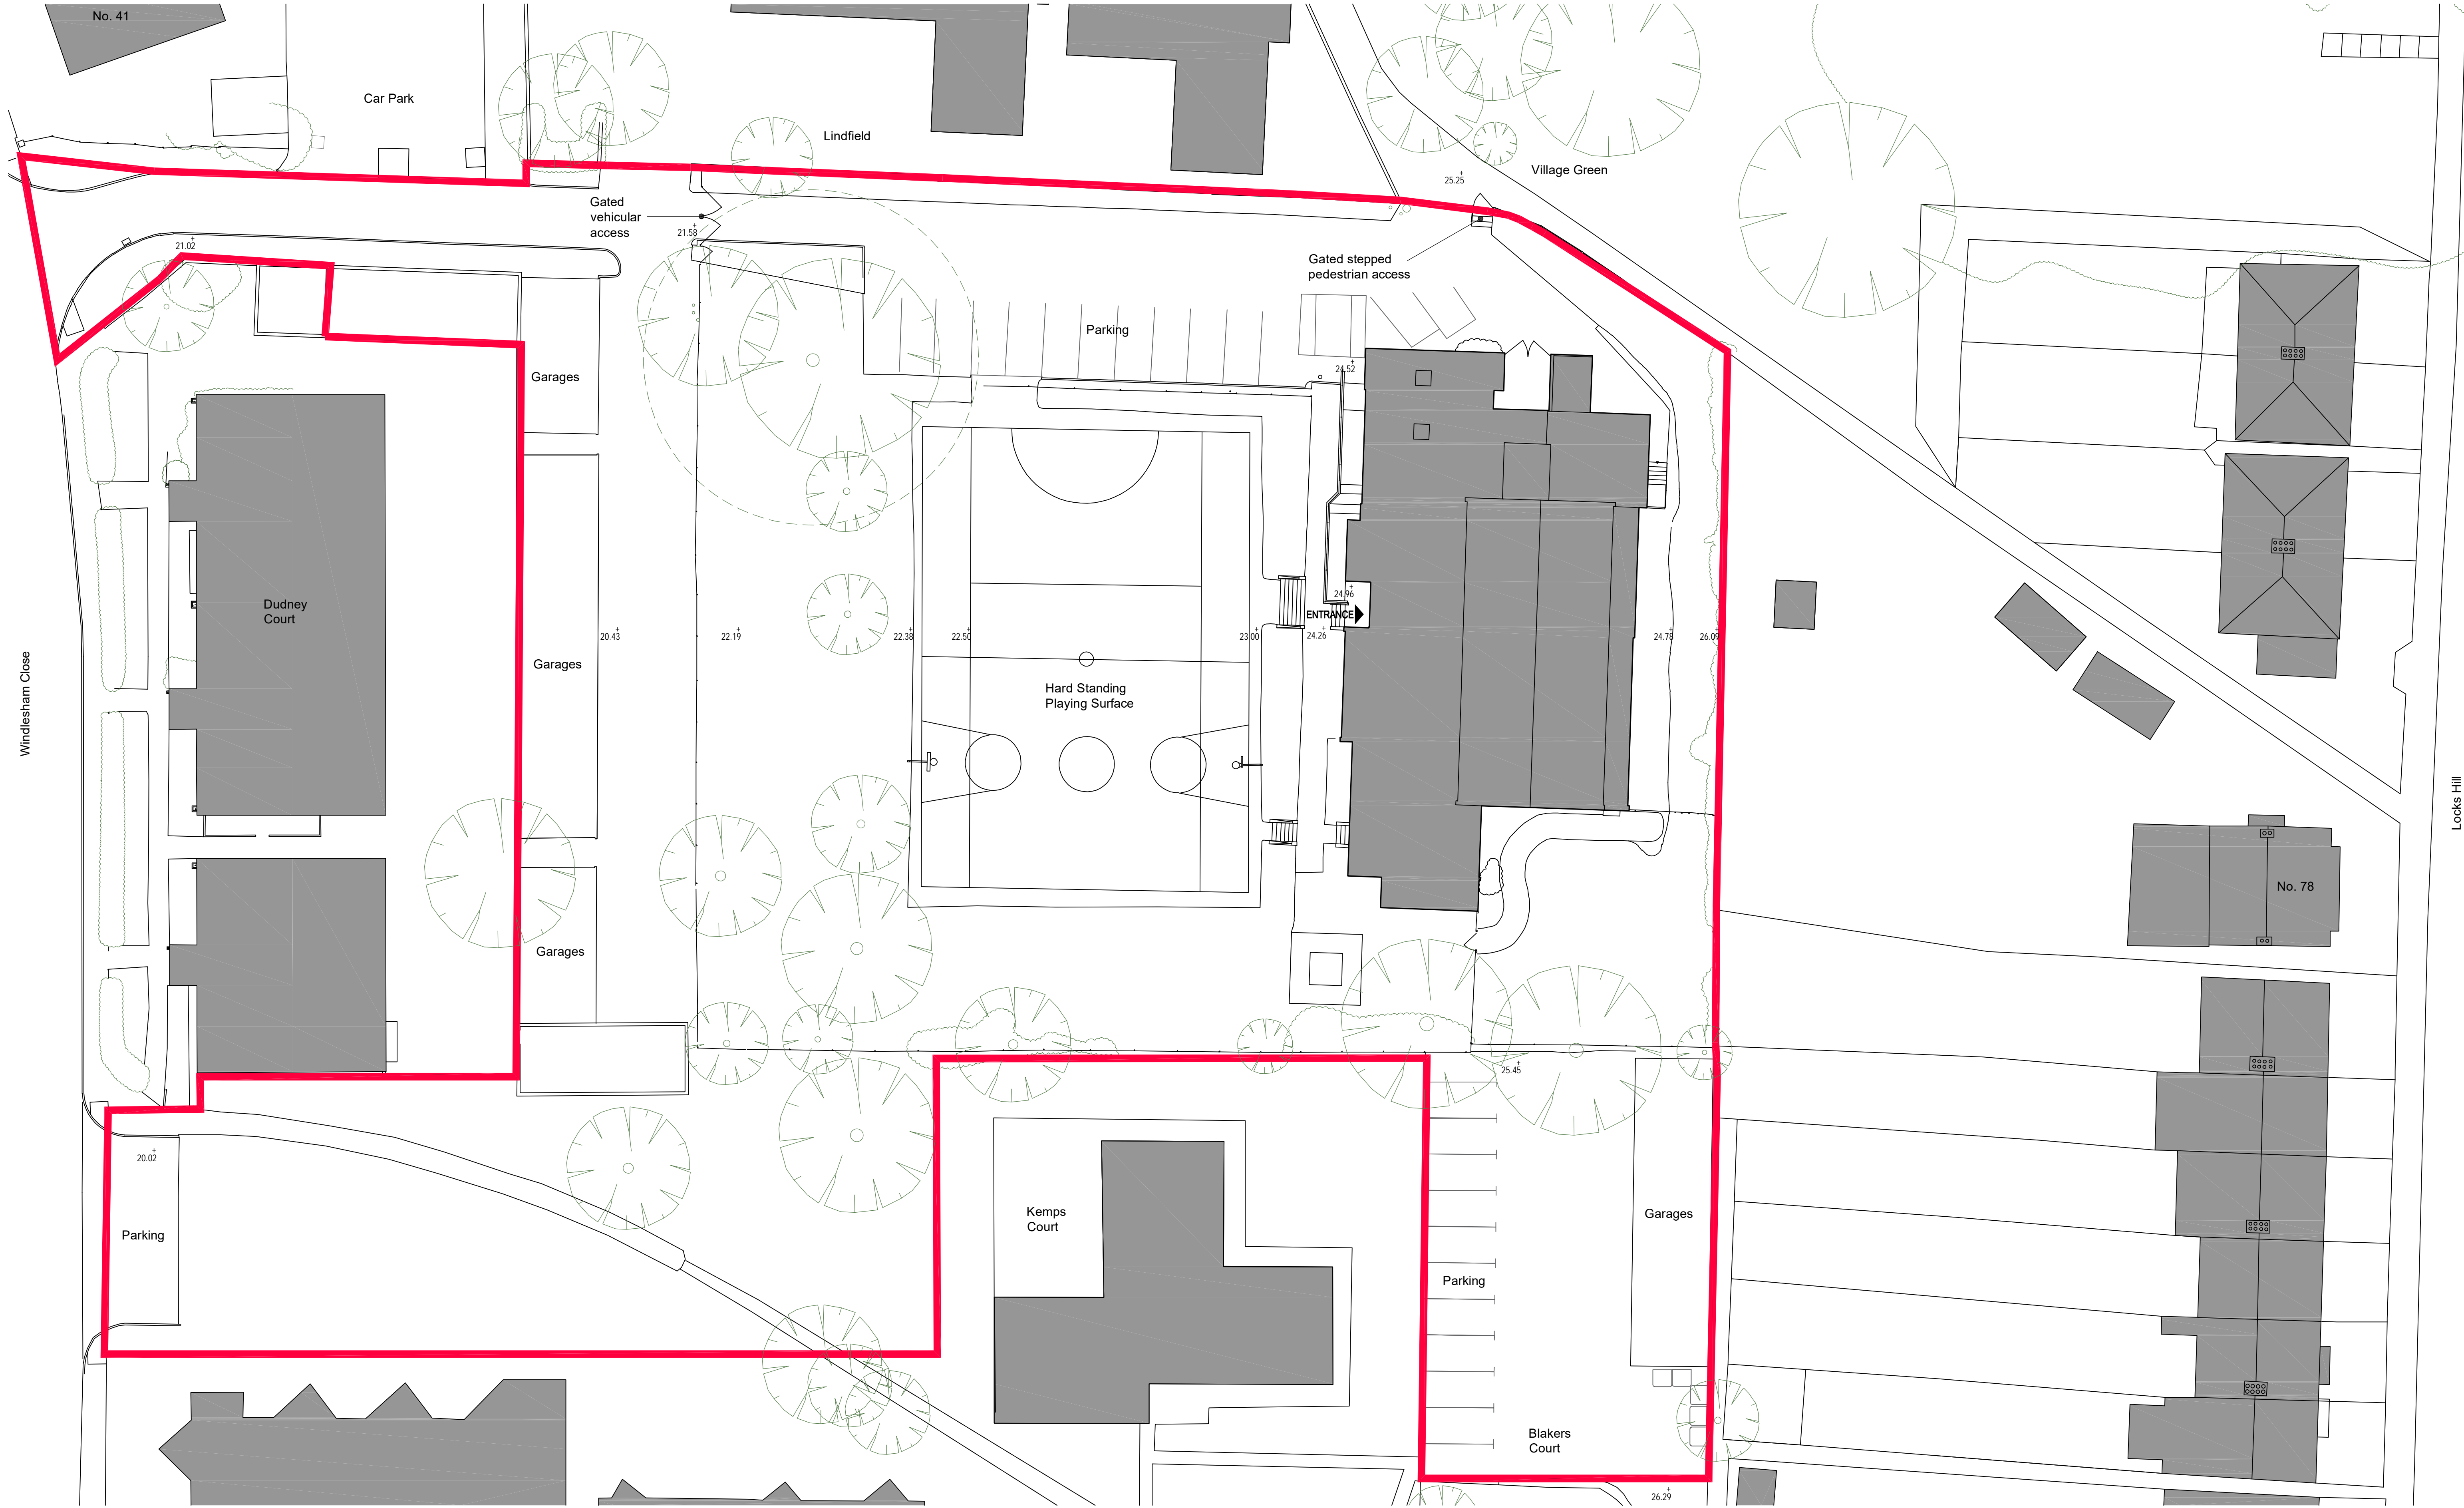 No. 41
Car Park
Lindfield
Village Green
25.25
Gated
vehicular
access
21.58
21.02
Gated stepped
pedestrian access
Parking
24.52
Garages
Dudney
Court
24.96
ENTRANCE
20.43
22.19
22.38
22.50
23.00
24.26
24.78
26.09
Garages
Hard Standing
Playing Surface
Windlesham Close
Locks Hill
No. 78
Garages
25.45
20.02
Parking
Kemps
Court
Garages
Parking
Blakers
Court
26.29